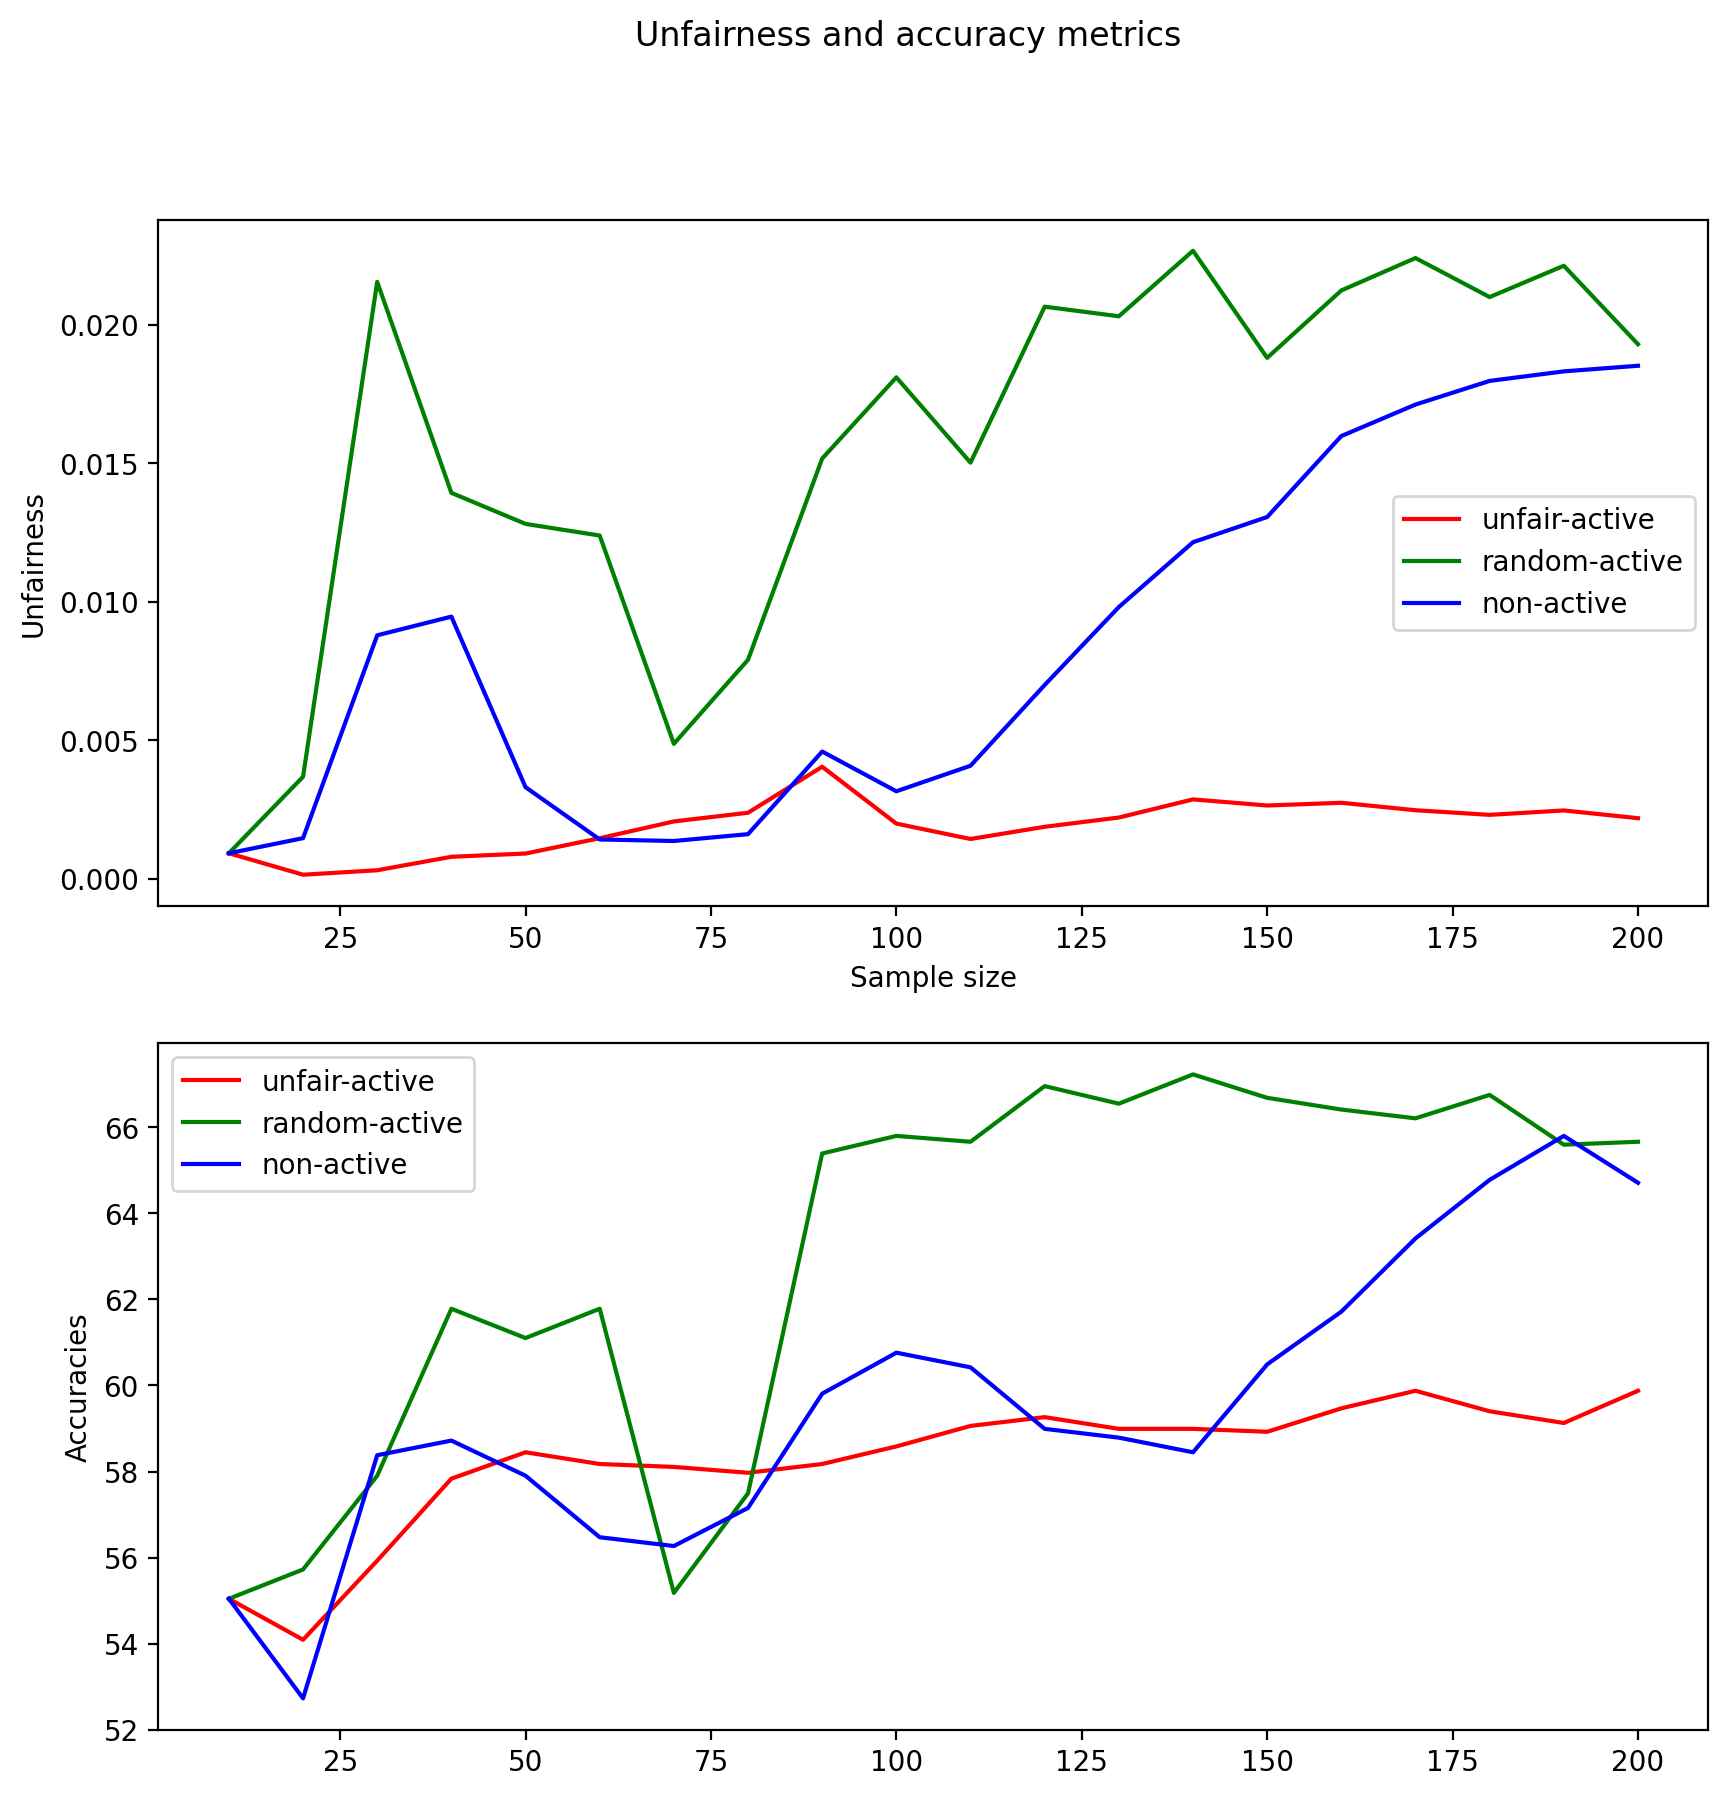 Unfairness and accuracy metrics
Unfairness
0.020
0.015
0.010
0.005
0.000
unfair-active
random-active
non-active
25 50 75 100 125 150 175 200
Sample size
Accuracies
66
64
62
60
58
56
54
52
unfair-active
random-active
non-active
25 50 75 100 125 150 175 200